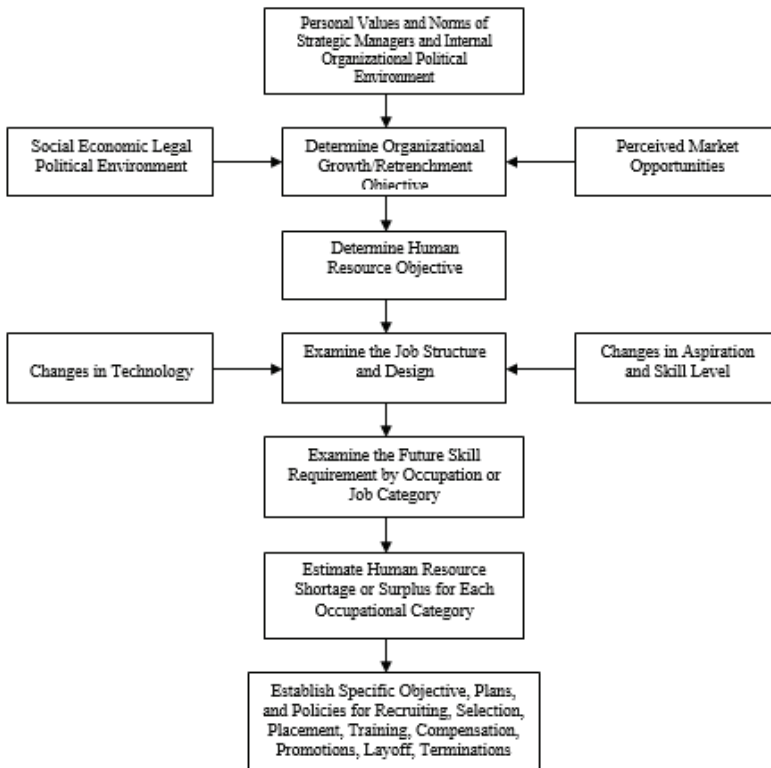 Personal Values and Norms of
Strategic Managers and Internal
Organizational Political
Environment
Social Economic Legal
Political Environment
Determine Organizational
Growth/Retrenchment
Objective
Perceived Market
Opportunities
Determine Human
Resource Objective
Changes in Technology
Examine the Job Structure
and Design
Changes in Aspiration
and Skill Level
Examine the Future Skill
Requirement by Occupation or
Job Category
Estimate Human Resource
Shortage or Surplus for Each
Occupational Category
Establish Specific Objective, Plans,
and Policies for Recruiting, Selection,
Placement, Training, Compensation,
Promotions, Layoff, Terminations